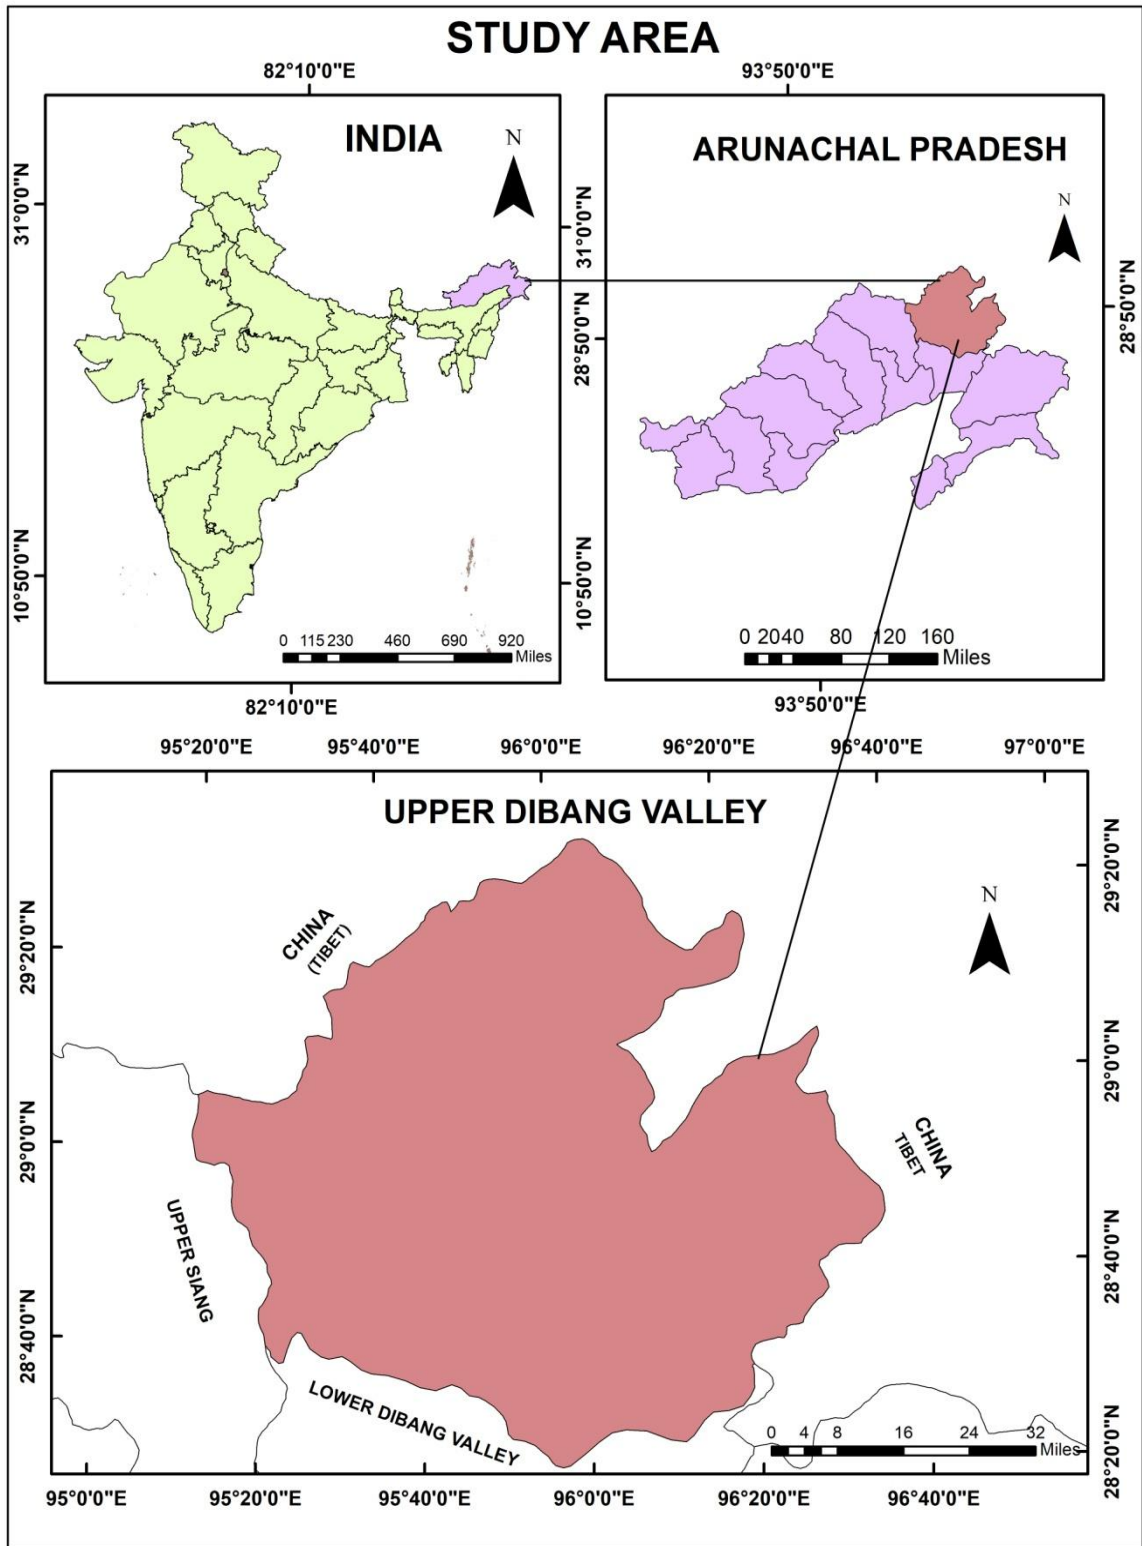 STUDY AREA
82°10'0"E
93°50'0"E
INDIA
N
ARUNACHAL PRADESH
N
31°0'0"N
31°0'0"N
28°50'0"N
28°50'0"N
10°50'0"N
10°50'0"N
0 115 230 460 690 920
Miles
0 20 40 80 120 160
Miles
82°10'0"E
93°50'0"E
95°20'0"E 95°40'0"E 96°0'0"E 96°20'0"E 96°40'0"E 97°0'0"E
UPPER DIBANG VALLEY
N
CHINA
(TIBET)
29°20'0"N
29°20'0"N
29°0'0"N
29°0'0"N
CHINA
TIBET
UPPER SIANG
28°40'0"N
28°40'0"N
LOWER DIBANG VALLEY
0 4 8 16 24 32
Miles
28°20'0"N
95°0'0"E 95°20'0"E 95°40'0"E 96°0'0"E 96°20'0"E 96°40'0"E